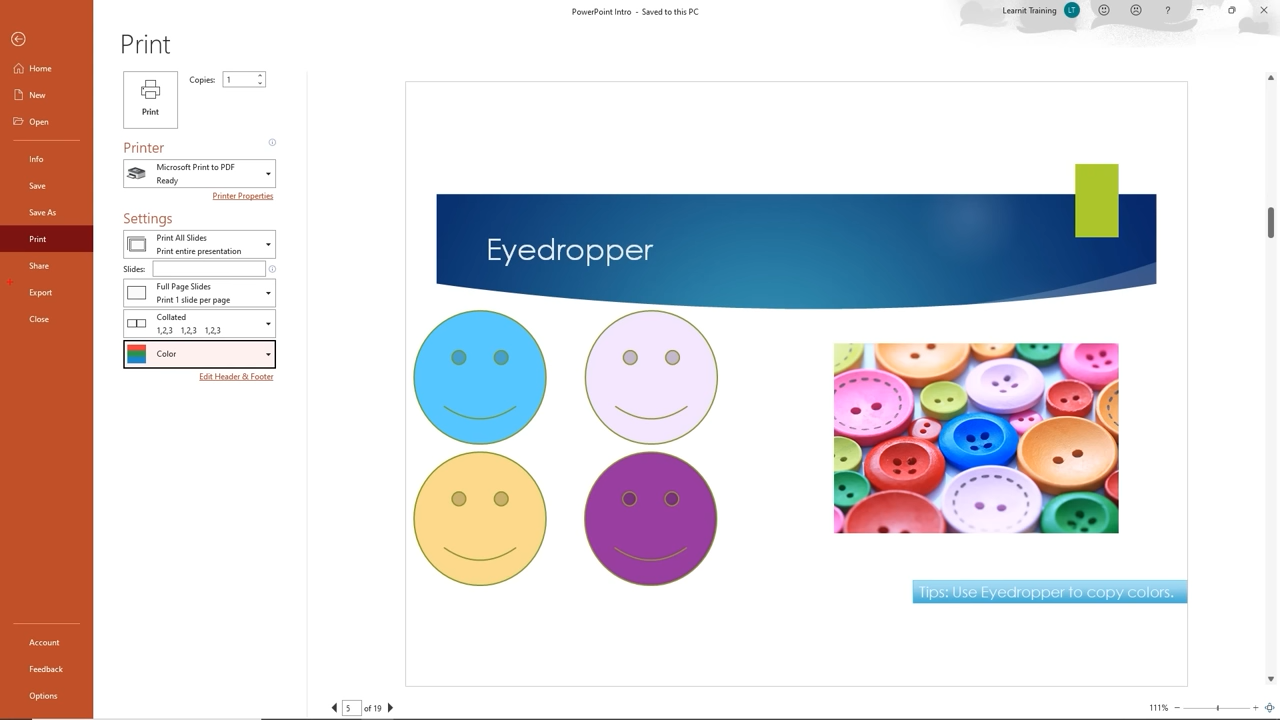 PowerPoint Intro - Saved to this PC
Learnit Training
LT
?
Print
Home
New
Open
Info
Save
Save As
Print
Share
Export
Close
Account
Feedback
Options
Print
Copies: 1
Printer
Microsoft Print to PDF
Ready
Printer Properties
Settings
Print All Slides
Print entire presentation
Slides:
Full Page Slides
Print 1 slide per page
Collated
1,2,3 1,2,3 1,2,3
Color
Edit Header & Footer
Eyedropper
Tips: Use Eyedropper to copy colors.
5 of 19
111%